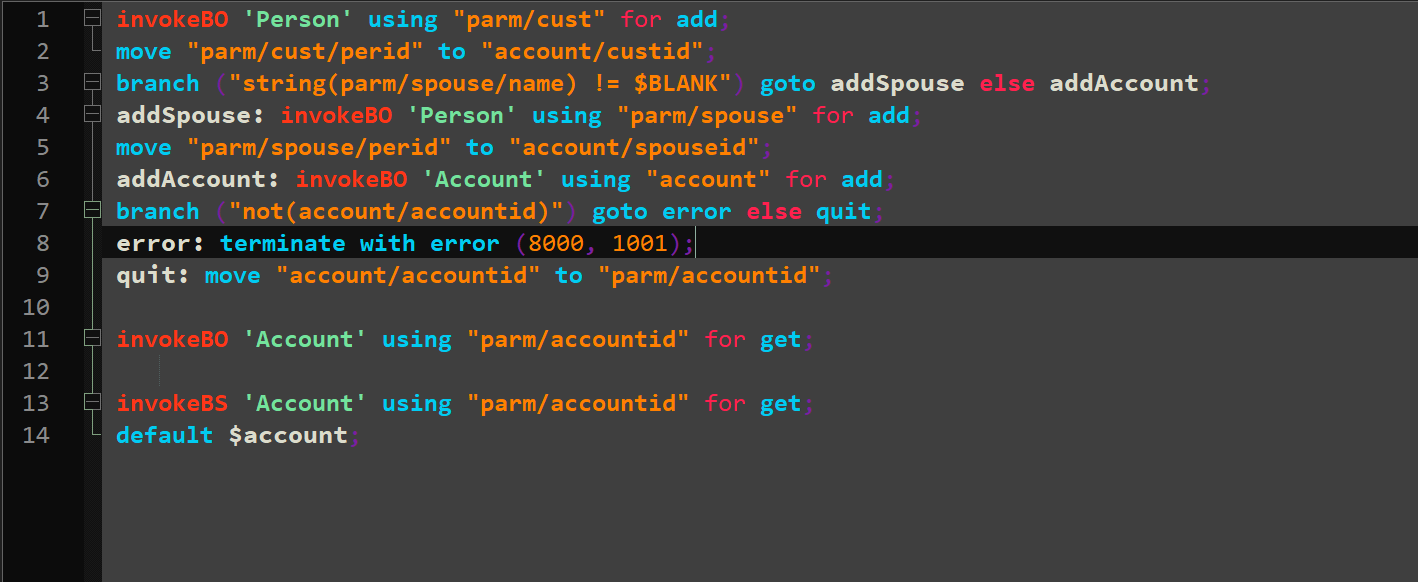 1 invokeBO 'Person' using "parm/cust" for add;
2 move "parm/cust/perid" to "account/custid";
3 branch ("string(parm/spouse/name) != $BLANK") goto addSpouse else addAccount;
4 addSpouse: invokeBO 'Person' using "parm/spouse" for add;
5 move "parm/spouse/perid" to "account/spouseid";
6 addAccount: invokeBO 'Account' using "account" for add;
7 branch ("not(account/accountid)") goto error else quit;
8 error: terminate with error (8000, 1001);
9 quit: move "account/accountid" to "parm/accountid";
10
11 invokeBO 'Account' using "parm/accountid" for get;
12
13 invokeBS 'Account' using "parm/accountid" for get;
14 default $account;